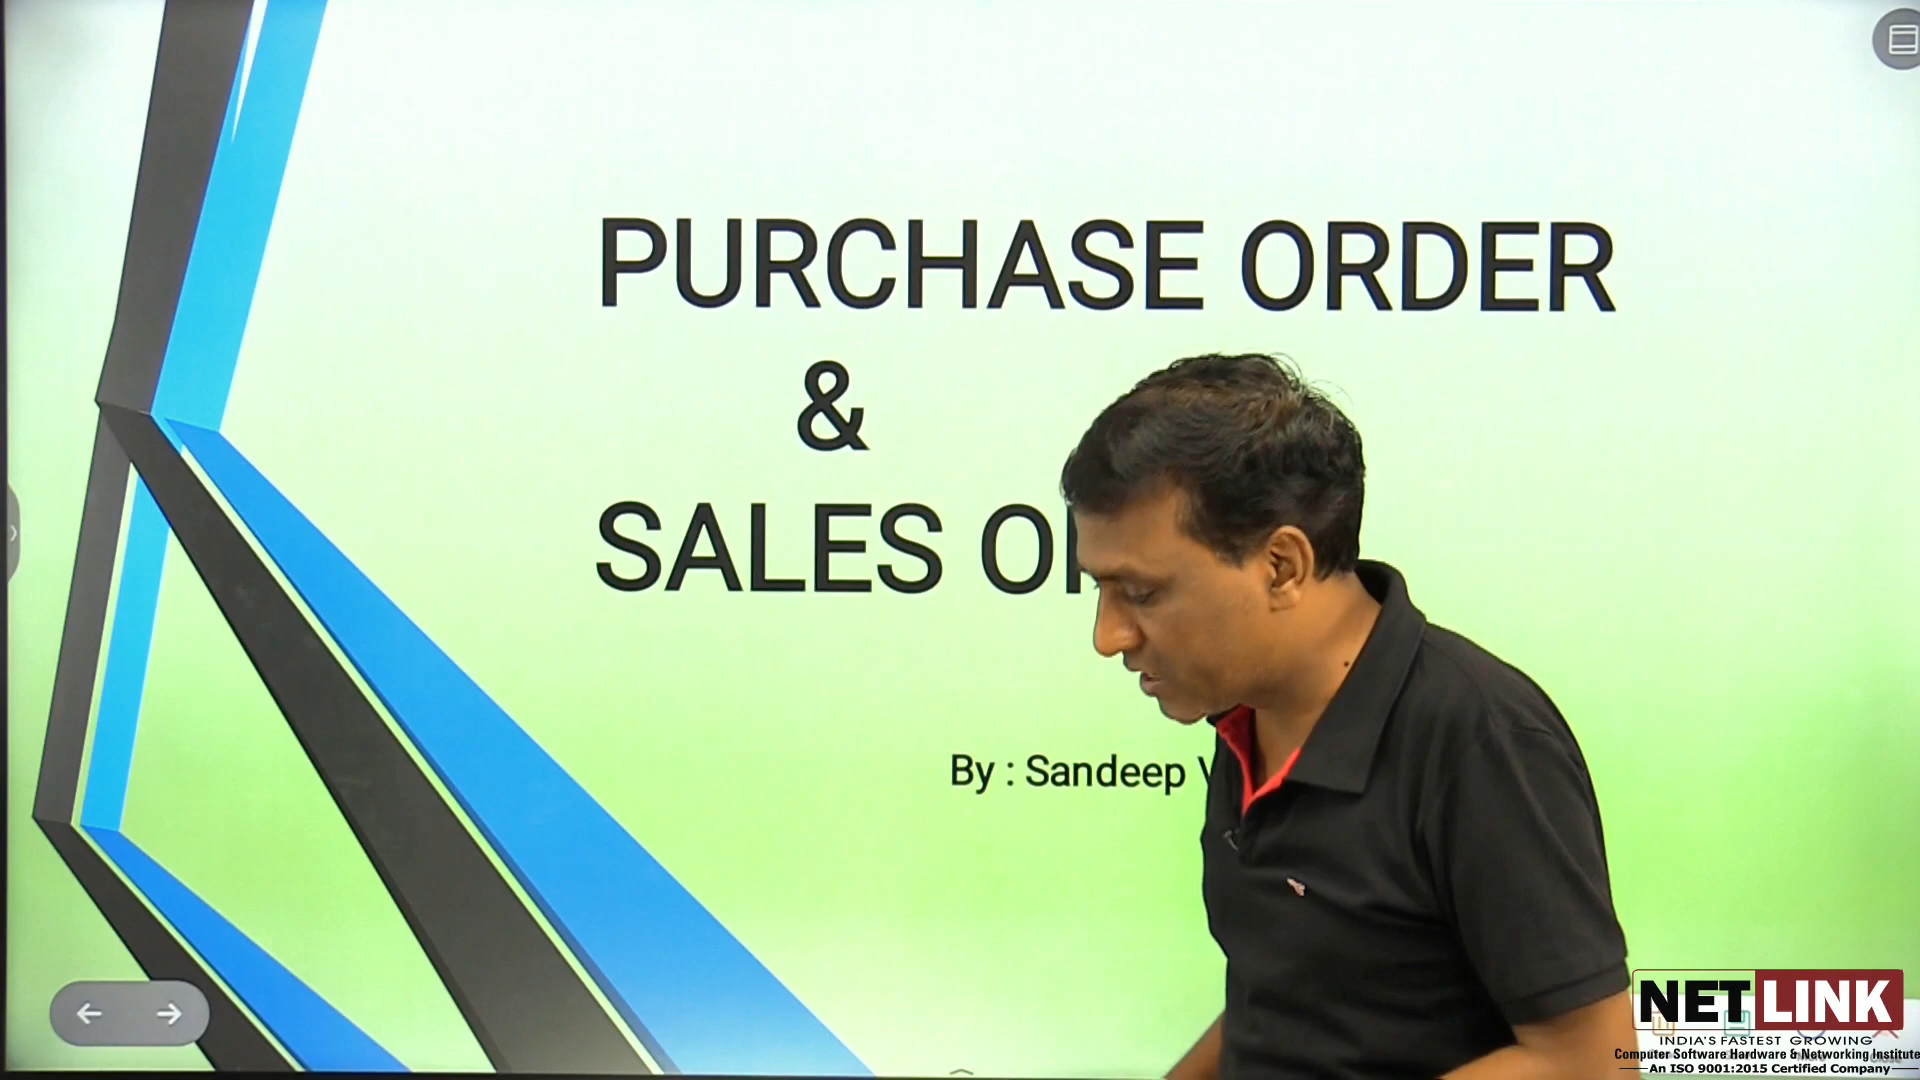 PURCHASE ORDER
&
SALES OR
By : Sandeep V
NETLINK
INDIA'S FASTEST GROWING
Computer Software Hardware & Networking Institute
An ISO 9001:2015 Certified Company